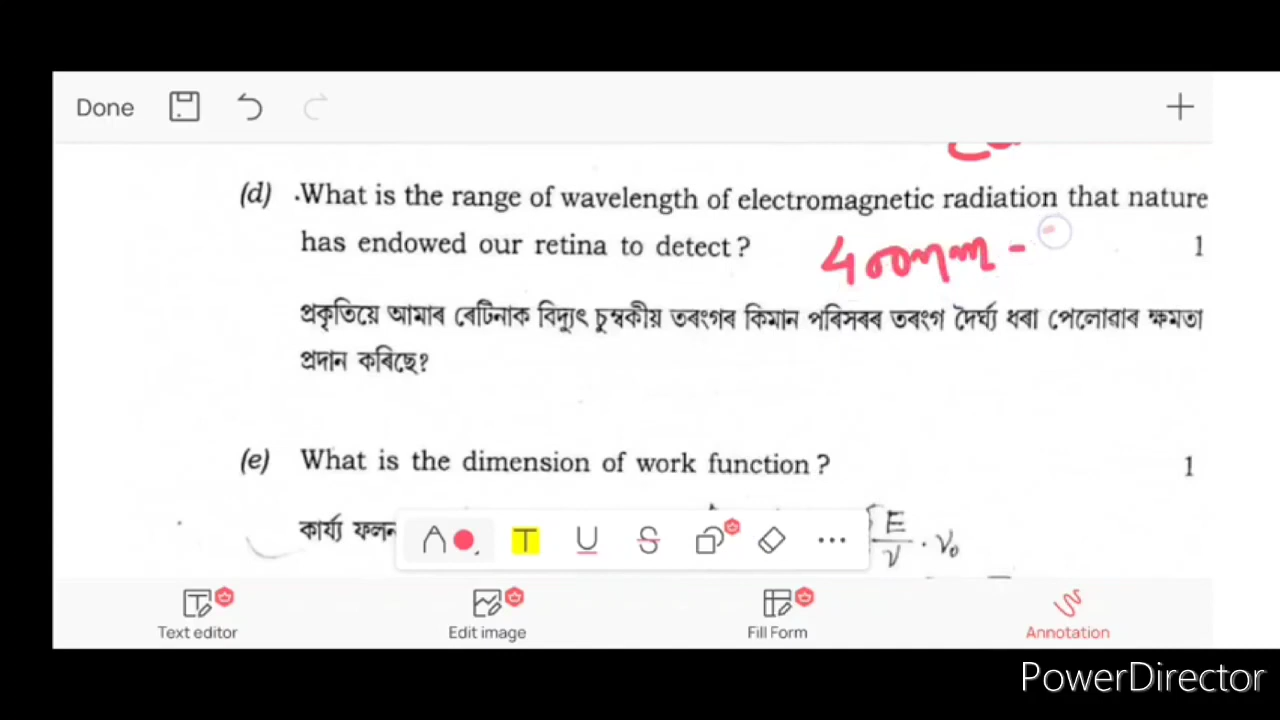 Done
(d) .What is the range of wavelength of electromagnetic radiation that nature
has endowed our retina to detect? 1
400nm -
প্ৰকৃতিয়ে আমাৰ ৰেটিনাক বিদ্যুৎ চুম্বকীয় তৰংগৰ কিমান পৰিসৰৰ তৰংগ দৈৰ্ঘ্য ধৰা পেলোৱাৰ ক্ষমতা
প্ৰদান কৰিছে?
(e) What is the dimension of work function? 1
কাৰ্য্য ফলন
E/ν · ν₀
A T U S ...
Text editor Edit image Fill Form Annotation
PowerDirector